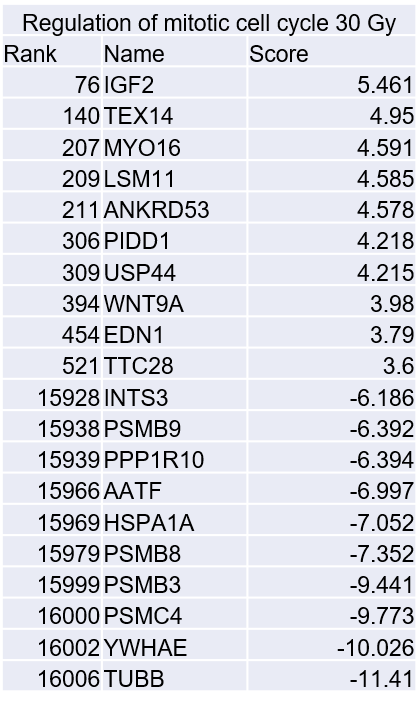 Regulation of mitotic cell cycle 30 Gy
Rank Name Score
76 IGF2 5.461
140 TEX14 4.95
207 MYO16 4.591
209 LSM11 4.585
211 ANKRD53 4.578
306 PIDD1 4.218
309 USP44 4.215
394 WNT9A 3.98
454 EDN1 3.79
521 TTC28 3.6
15928 INTS3 -6.186
15938 PSMB9 -6.392
15939 PPP1R10 -6.394
15966 AATF -6.997
15969 HSPA1A -7.052
15979 PSMB8 -7.352
15999 PSMB3 -9.441
16000 PSMC4 -9.773
16002 YWHAE -10.026
16006 TUBB -11.41